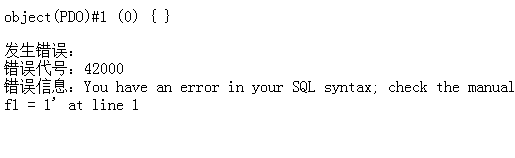 object(PDO)#1 (0) { }
发生错误:
错误代号: 42000
错误信息: You have an error in your SQL syntax; check the manual
f1 = 1' at line 1